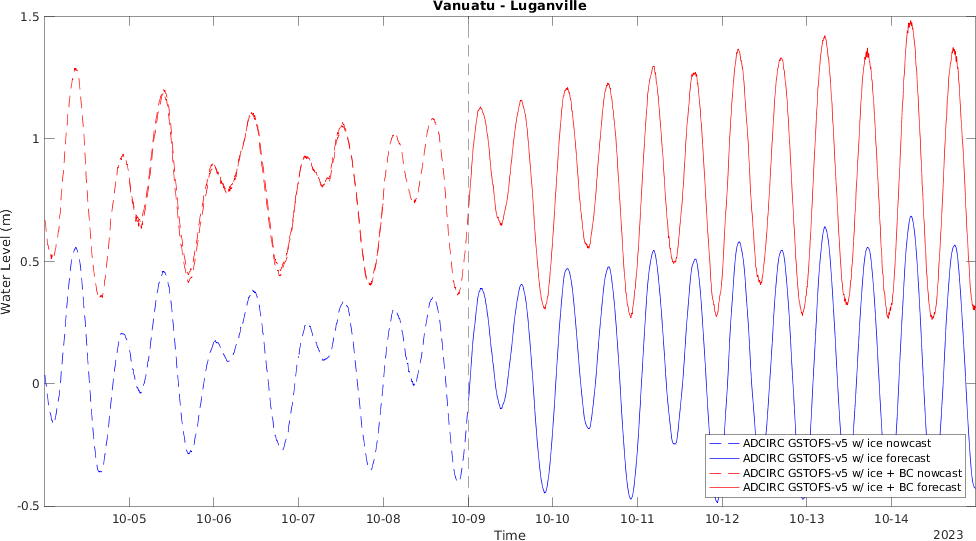 Vanuatu - Luganville
1.5
1
0.5
0
-0.5
Water Level (m)
ADCIRC GSTOFS-v5 w/ ice nowcast
ADCIRC GSTOFS-v5 w/ ice forecast
ADCIRC GSTOFS-v5 w/ ice + BC nowcast
ADCIRC GSTOFS-v5 w/ ice + BC forecast
10-05 10-06 10-07 10-08 10-09 10-10 10-11 10-12 10-13 10-14
Time
2023